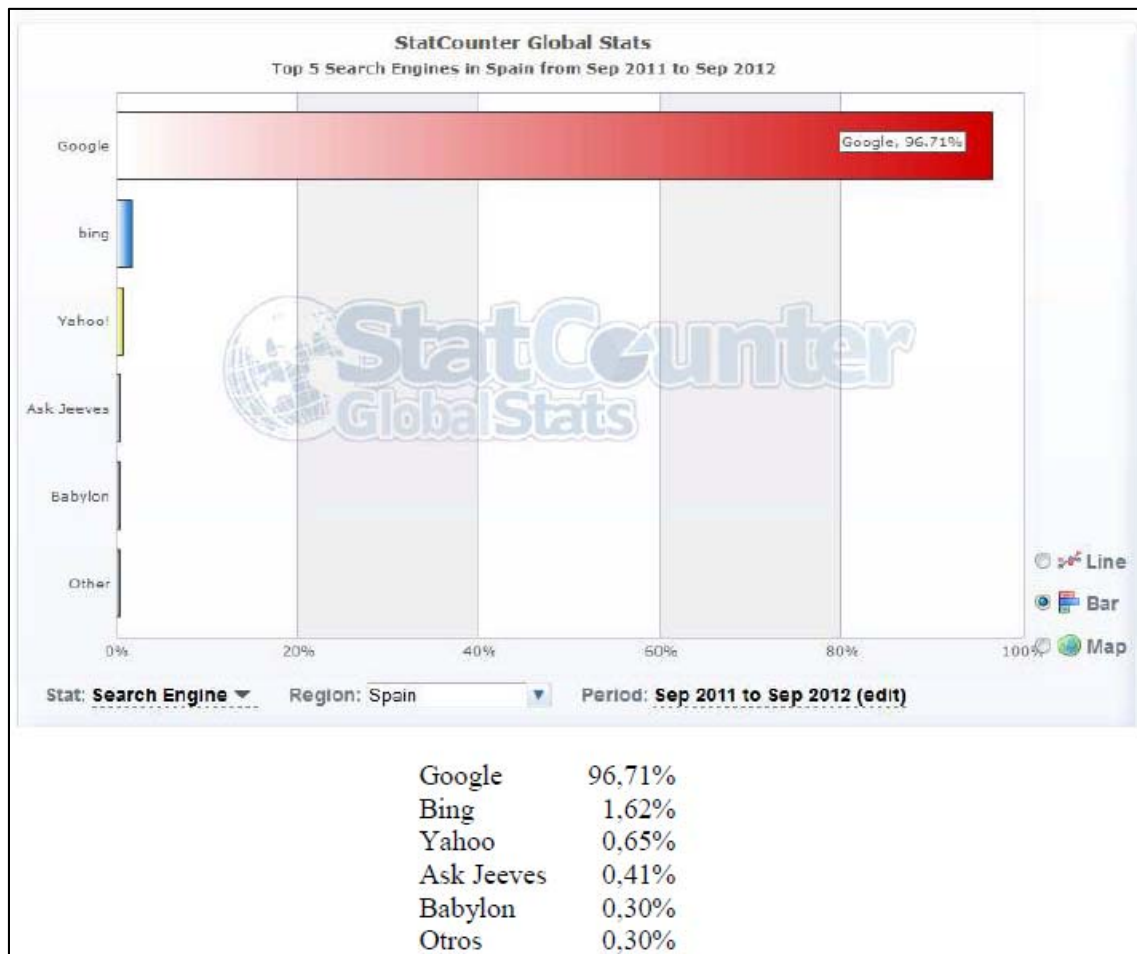 StatCounter Global Stats
Top 5 Search Engines in Spain from Sep 2011 to Sep 2012
Google
Google, 96.71%
bing
Yahoo!
StatCounter
GlobalStats
Ask Jeeves
Babylon
Other
Line
Bar
Map
0% 20% 40% 60% 80% 100%
Stat: Search Engine Region: Spain Period: Sep 2011 to Sep 2012 (edit)
Google 96,71%
Bing 1,62%
Yahoo 0,65%
Ask Jeeves 0,41%
Babylon 0,30%
Otros 0,30%